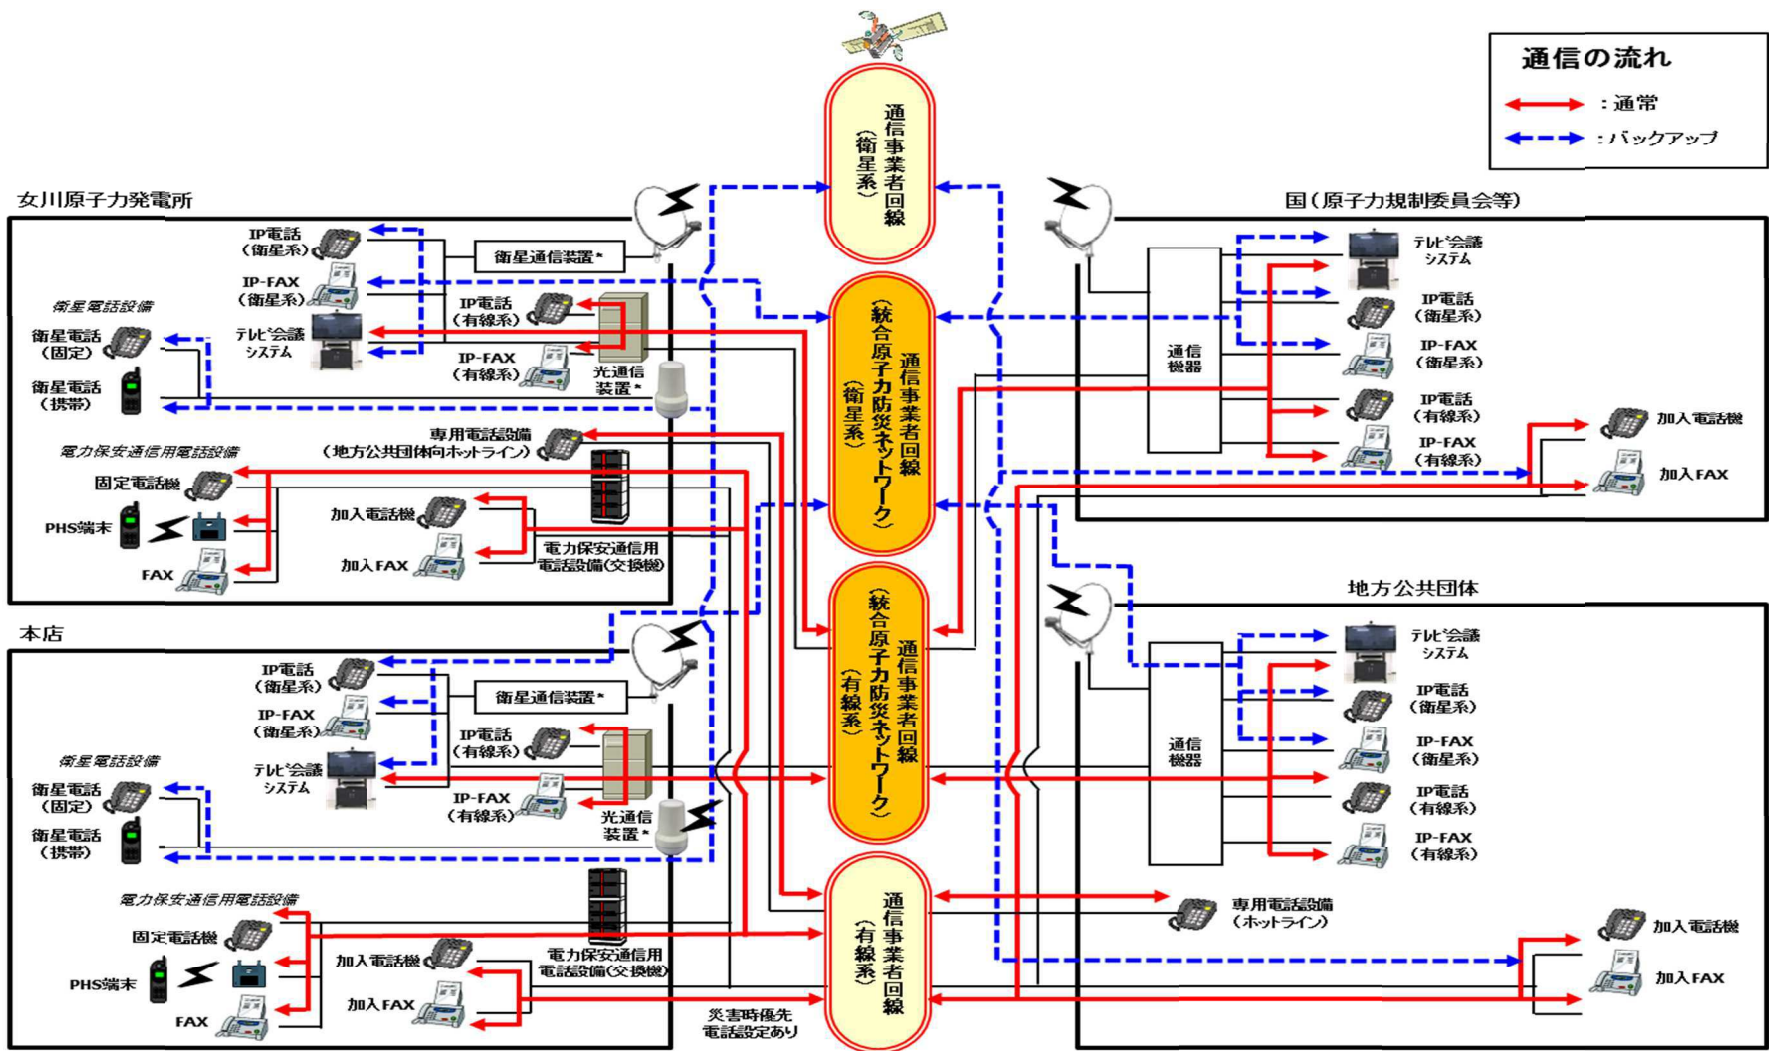 通信の流れ
：通常
：バックアップ
通信事業者回線
（衛星系）
通信事業者回線
（統合原子力防災ネットワーク）
（衛星系）
通信事業者回線
（統合原子力防災ネットワーク）
（有線系）
通信事業者回線
（有線系）
女川原子力発電所
IP電話
（衛星系）
衛星通信装置*
IP-FAX
（衛星系）
IP電話
（有線系）
衛星電話設備
衛星電話
（固定）
テレビ会議
システム
IP-FAX
（有線系）
光通信
装置*
衛星電話
（携帯）
専用電話設備
（地方公共団体向ホットライン）
電力保安通信用電話設備
固定電話機
PHS端末
FAX
加入電話機
加入FAX
電力保安通信用
電話設備(交換機)
本店
IP電話
（衛星系）
衛星通信装置*
IP-FAX
（衛星系）
IP電話
（有線系）
衛星電話設備
衛星電話
（固定）
テレビ会議
システム
IP-FAX
（有線系）
光通信
装置*
衛星電話
（携帯）
電力保安通信用電話設備
固定電話機
PHS端末
FAX
加入電話機
加入FAX
電力保安通信用
電話設備(交換機)
災害時優先
電話設定あり
国（原子力規制委員会等）
通信
機器
テレビ会議
システム
IP電話
（衛星系）
IP-FAX
（衛星系）
IP電話
（有線系）
IP-FAX
（有線系）
加入電話機
加入FAX
地方公共団体
通信
機器
テレビ会議
システム
IP電話
（衛星系）
IP-FAX
（衛星系）
IP電話
（有線系）
IP-FAX
（有線系）
専用電話設備
（ホットライン）
加入電話機
加入FAX